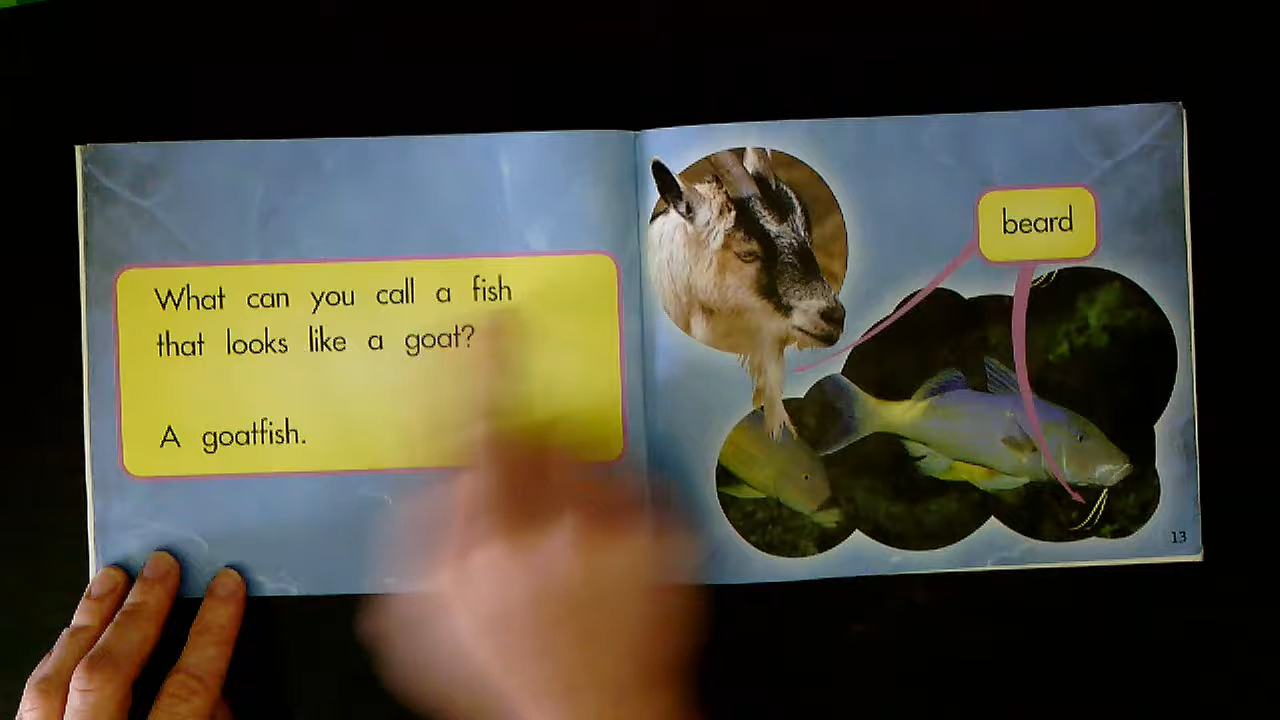 What can you call a fish
that looks like a goat?
A goatfish.
beard
13